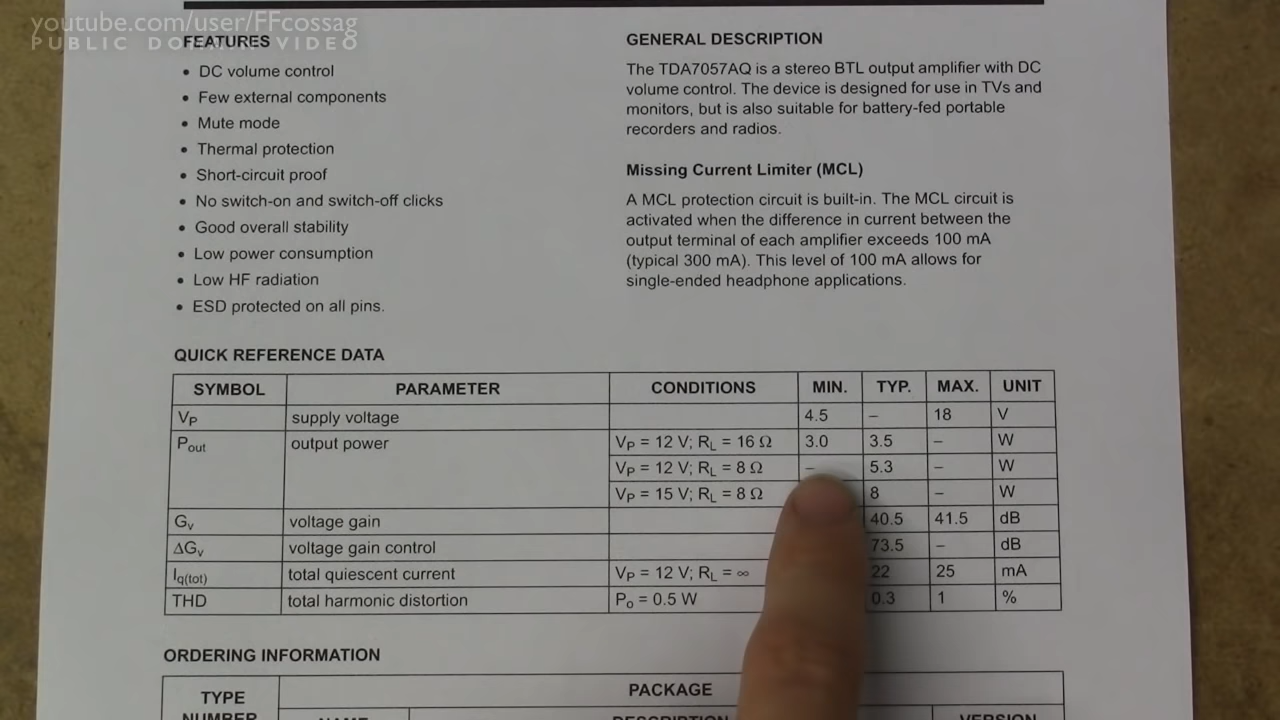 youtube.com/user/FFcossag
PUBLIC DOMAIN VIDEO
FEATURES
• DC volume control
• Few external components
• Mute mode
• Thermal protection
• Short-circuit proof
• No switch-on and switch-off clicks
• Good overall stability
• Low power consumption
• Low HF radiation
• ESD protected on all pins.
GENERAL DESCRIPTION
The TDA7057AQ is a stereo BTL output amplifier with DC
volume control. The device is designed for use in TVs and
monitors, but is also suitable for battery-fed portable
recorders and radios.
Missing Current Limiter (MCL)
A MCL protection circuit is built-in. The MCL circuit is
activated when the difference in current between the
output terminal of each amplifier exceeds 100 mA
(typical 300 mA). This level of 100 mA allows for
single-ended headphone applications.
QUICK REFERENCE DATA
SYMBOL PARAMETER CONDITIONS MIN. TYP. MAX. UNIT
VP supply voltage 4.5 – 18 V
Pout output power VP = 12 V; RL = 16 Ω 3.0 3.5 – W
VP = 12 V; RL = 8 Ω – 5.3 – W
VP = 15 V; RL = 8 Ω 8 – W
Gv voltage gain 40.5 41.5 dB
ΔGv voltage gain control 73.5 – dB
Iq(tot) total quiescent current VP = 12 V; RL = ∞ 22 25 mA
THD total harmonic distortion Po = 0.5 W 0.3 1 %
ORDERING INFORMATION
TYPE
NUMBER
PACKAGE
NAME DESCRIPTION VERSION